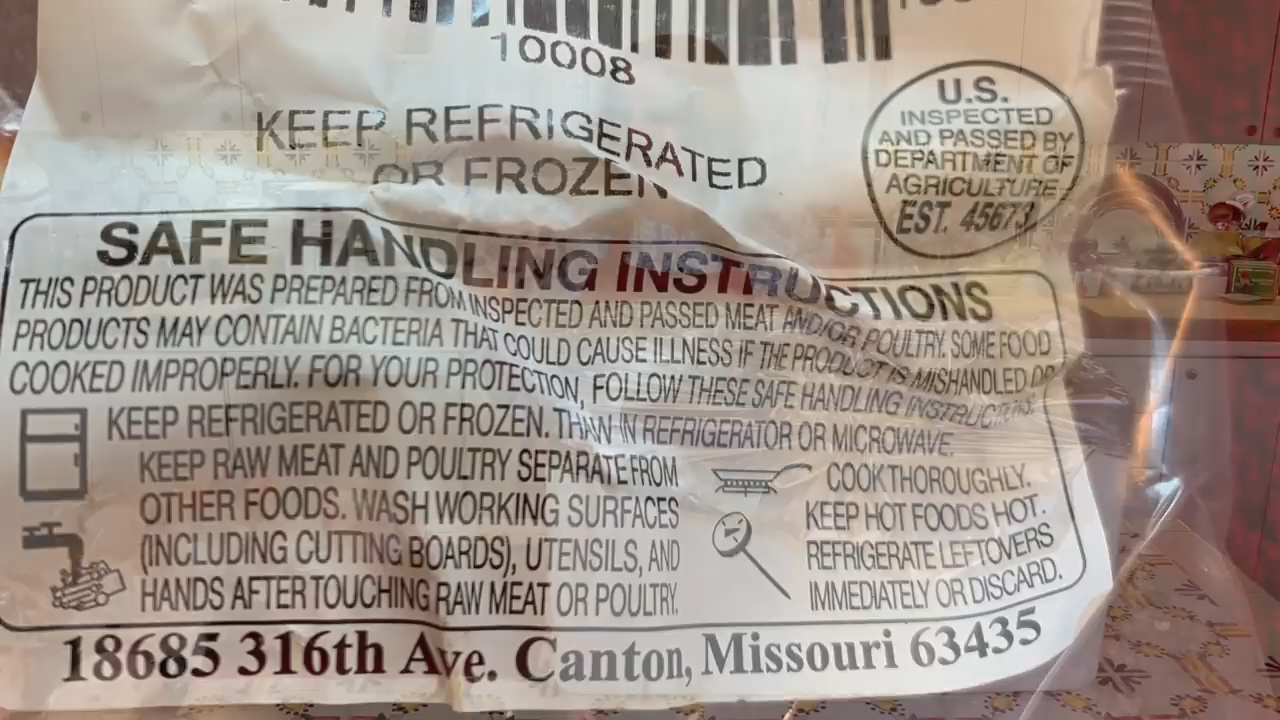 10008
KEEP REFRIGERATED
OR FROZEN
U.S.
INSPECTED
AND PASSED BY
DEPARTMENT OF
AGRICULTURE
EST. 45673
SAFE HANDLING INSTRUCTIONS
THIS PRODUCT WAS PREPARED FROM INSPECTED AND PASSED MEAT AND/OR POULTRY. SOME FOOD
PRODUCTS MAY CONTAIN BACTERIA THAT COULD CAUSE ILLNESS IF THE PRODUCT IS MISHANDLED OR
COOKED IMPROPERLY. FOR YOUR PROTECTION, FOLLOW THESE SAFE HANDLING INSTRUCTIONS.
KEEP REFRIGERATED OR FROZEN. THAW IN REFRIGERATOR OR MICROWAVE.
KEEP RAW MEAT AND POULTRY SEPARATE FROM
OTHER FOODS. WASH WORKING SURFACES
(INCLUDING CUTTING BOARDS), UTENSILS, AND
HANDS AFTER TOUCHING RAW MEAT OR POULTRY.
COOK THOROUGHLY.
KEEP HOT FOODS HOT.
REFRIGERATE LEFTOVERS
IMMEDIATELY OR DISCARD.
18685 316th Ave. Canton, Missouri 63435